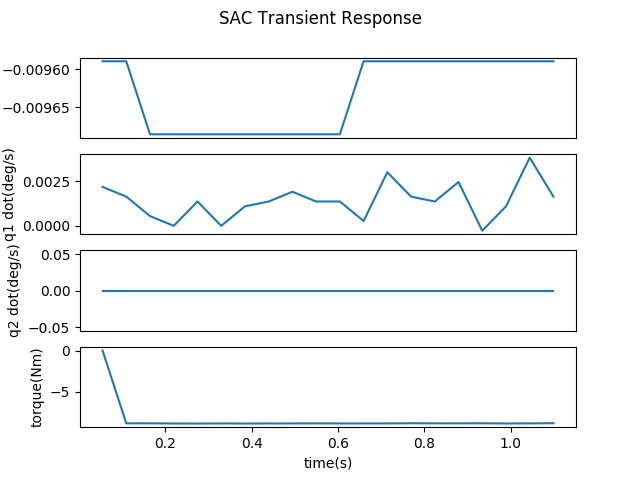 SAC Transient Response
−0.00960
−0.00965
q1 dot(deg/s)
0.0025
0.0000
q2 dot(deg/s)
0.05
0.00
−0.05
torque(Nm)
0
−5
0.2 0.4 0.6 0.8 1.0
time(s)